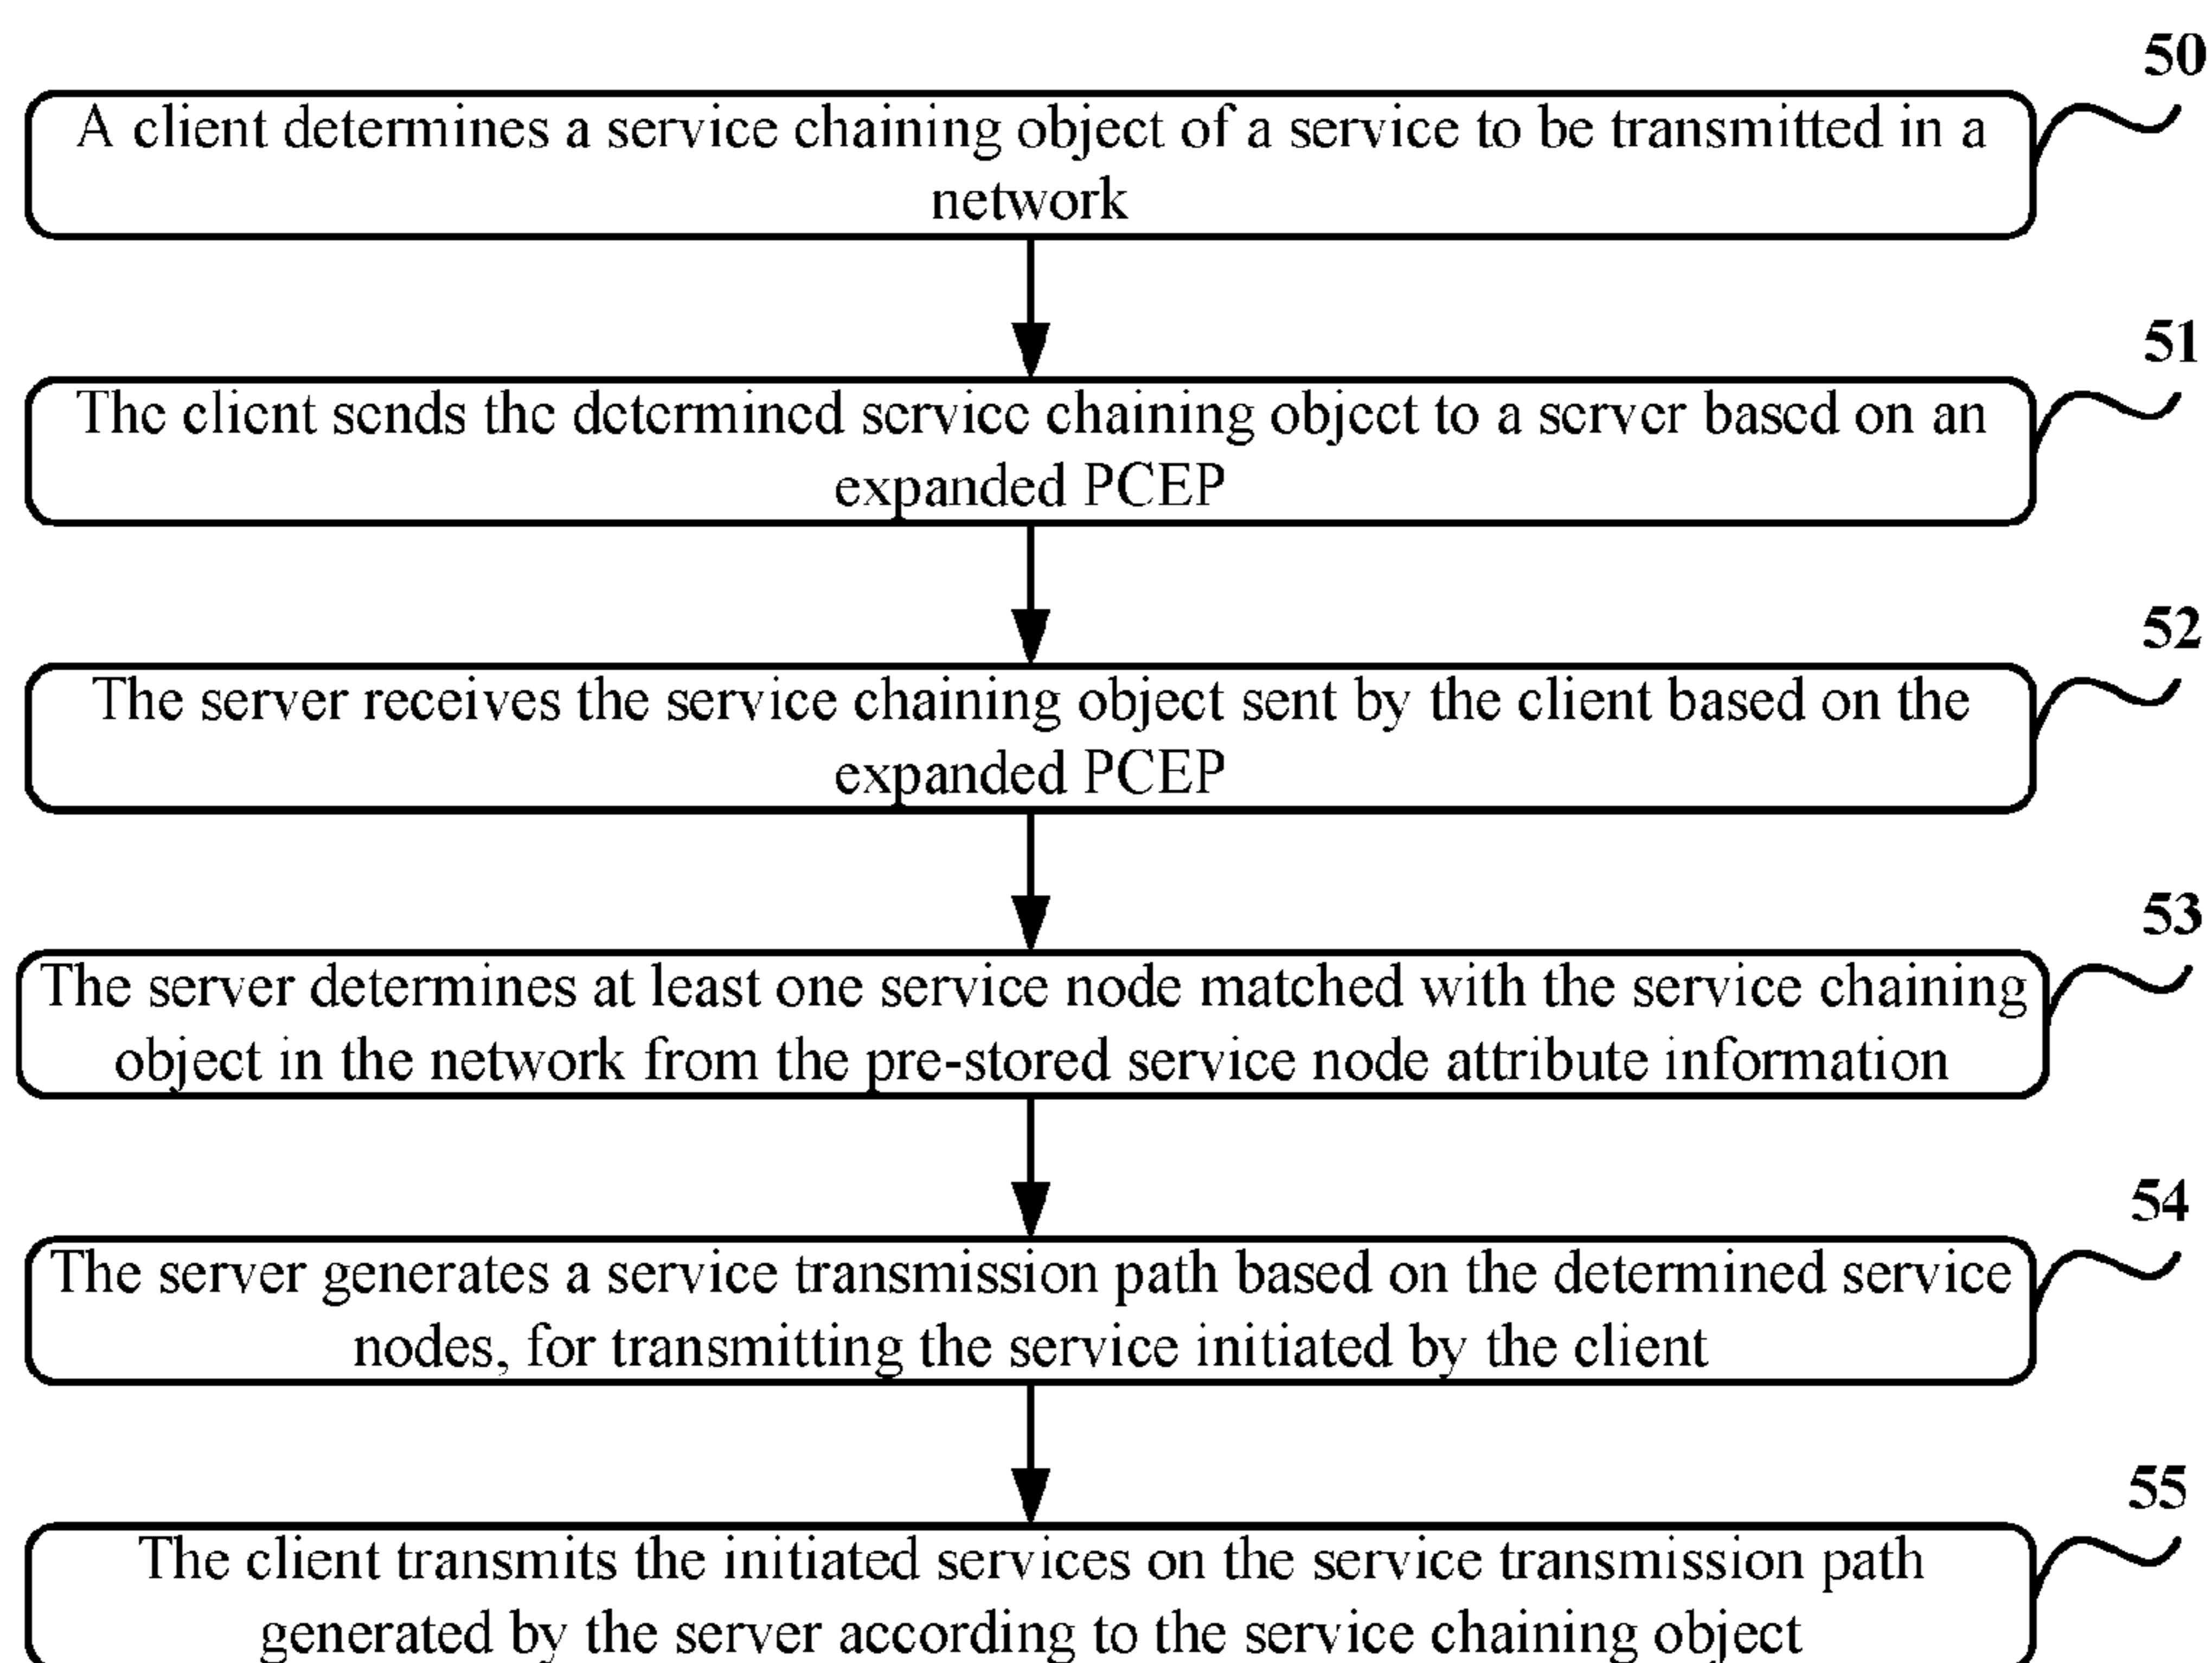 50
A client determines a service chaining object of a service to be transmitted in a
network
51
The client sends the determined service chaining object to a server based on an
expanded PCEP
52
The server receives the service chaining object sent by the client based on the
expanded PCEP
53
The server determines at least one service node matched with the service chaining
object in the network from the pre-stored service node attribute information
54
The server generates a service transmission path based on the determined service
nodes, for transmitting the service initiated by the client
55
The client transmits the initiated services on the service transmission path
generated by the server according to the service chaining object